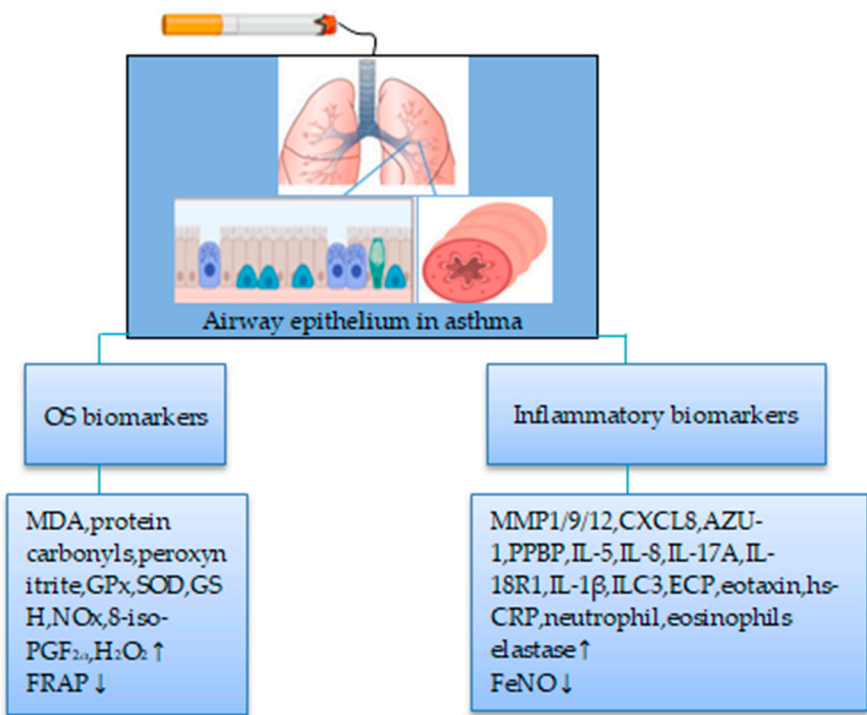 Airway epithelium in asthma
OS biomarkers
Inflammatory biomarkers
MDA,protein
carbonyls,peroxyn
itrite,GPx,SOD,GS
H,NOx,8-iso-
PGF₂α,H₂O₂↑
FRAP↓
MMP1/9/12,CXCL8,AZU-
1,PPBP,IL-5,IL-8,IL-17A,IL-
18R1,IL-1β,ILC3,ECP,eotaxin,hs-
CRP,neutrophil,eosinophils
elastase↑
FeNO↓